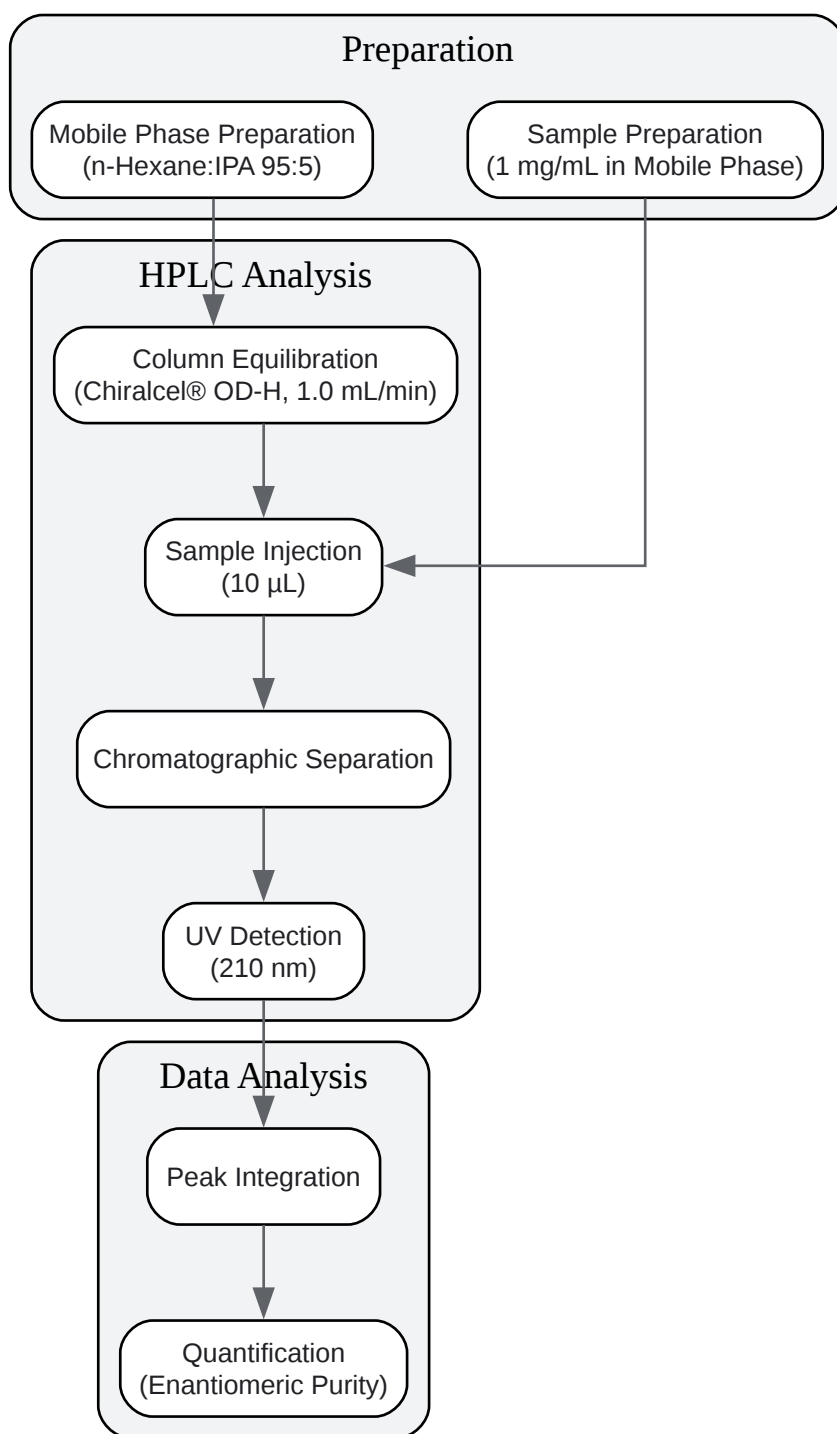 Preparation
Mobile Phase Preparation
(n-Hexane:IPA 95:5)
Sample Preparation
(1 mg/mL in Mobile Phase)
HPLC Analysis
Column Equilibration
(Chiralcel® OD-H, 1.0 mL/min)
Sample Injection
(10 µL)
Chromatographic Separation
UV Detection
(210 nm)
Data Analysis
Peak Integration
Quantification
(Enantiomeric Purity)